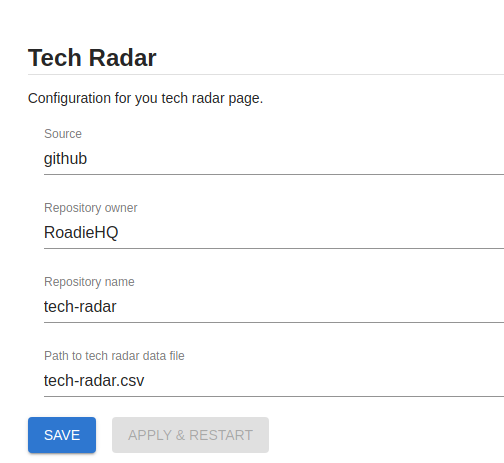 Tech Radar
Configuration for you tech radar page.
Source
github
Repository owner
RoadieHQ
Repository name
tech-radar
Path to tech radar data file
tech-radar.csv
SAVE APPLY & RESTART